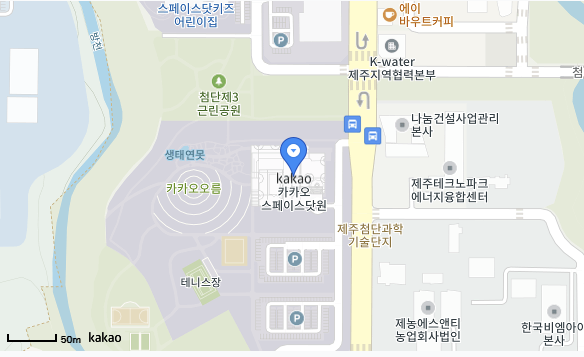 스페이스닷키즈
어린이집
에이
바우트커피
방천
P
K-water
제주지역협력본부
첨
첨단제3
근린공원
나눔건설사업관리
본사
생태연못
카카오오름
kakao
카카오
스페이스닷원
제주테크노파크
에너지융합센터
제주첨단과학
기술단지
P
테니스장
P
제농에스앤티
농업회사법인
한국비엠아이
본사
50m kakao